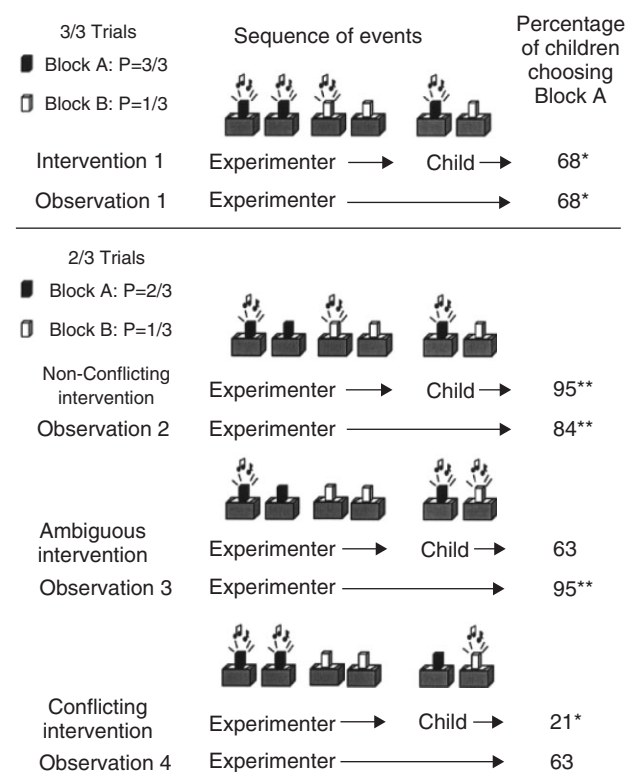 3/3 Trials
Sequence of events
Percentage
of children
choosing
Block A
Block A: P=3/3
Block B: P=1/3
Intervention 1 Experimenter Child 68*
Observation 1 Experimenter 68*
2/3 Trials
Block A: P=2/3
Block B: P=1/3
Non-Conflicting
intervention Experimenter Child 95**
Observation 2 Experimenter 84**
Ambiguous
intervention Experimenter Child 63
Observation 3 Experimenter 95**
Conflicting
intervention Experimenter Child 21*
Observation 4 Experimenter 63